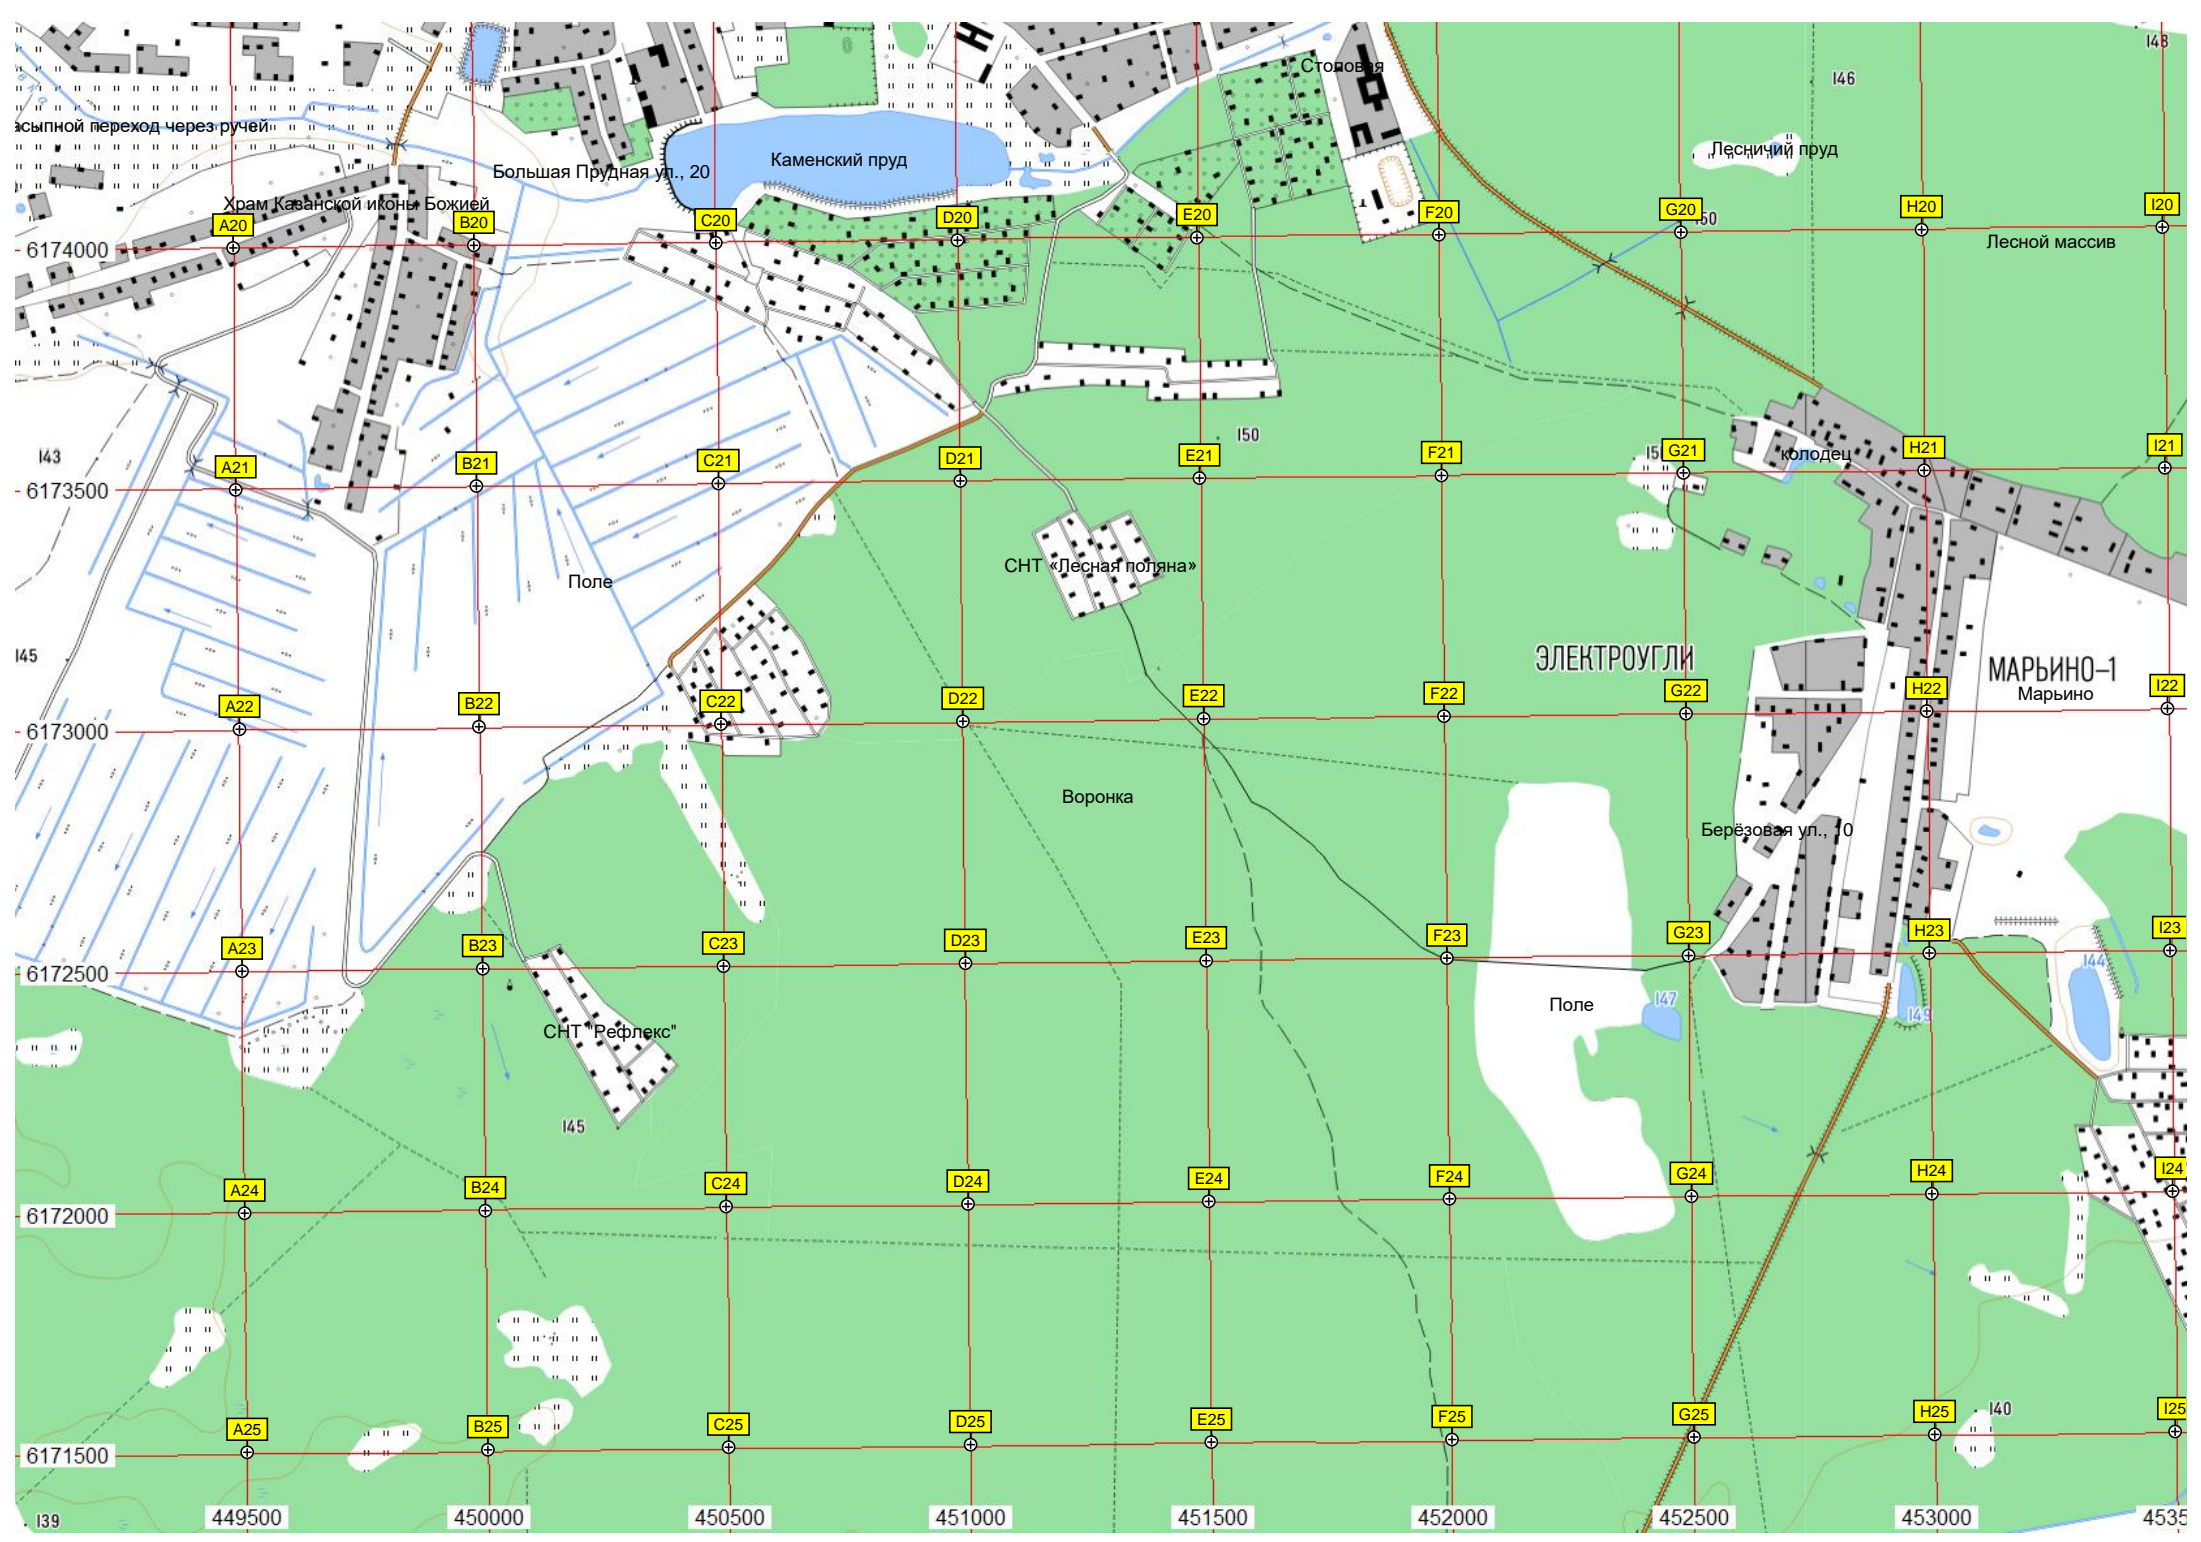 I48
Столовая
I46
асыпной переход через ручей
Лесничий пруд
Каменский пруд
Большая Прудная ул., 20
Храм Казанской иконы Божией
A20
B20
C20
D20
E20
F20
G20
I50
H20
I20
6174000
Лесной массив
I43
I50
A21
B21
C21
D21
E21
F21
G21
колодец
H21
I21
6173500
СНТ «Лесная поляна»
Поле
I45
ЭЛЕКТРОУГЛИ
МАРЬИНО-1
Марьино
A22
B22
C22
D22
E22
F22
G22
H22
I22
6173000
Воронка
Берёзовая ул., 10
A23
B23
C23
D23
E23
F23
G23
H23
I23
6172500
I44
I47
Поле
I49
СНТ "Рефлекс"
I45
A24
B24
C24
D24
E24
F24
G24
H24
I24
6172000
A25
B25
C25
D25
E25
F25
G25
H25
I40
I25
6171500
I39
449500
450000
450500
451000
451500
452000
452500
453000
4535